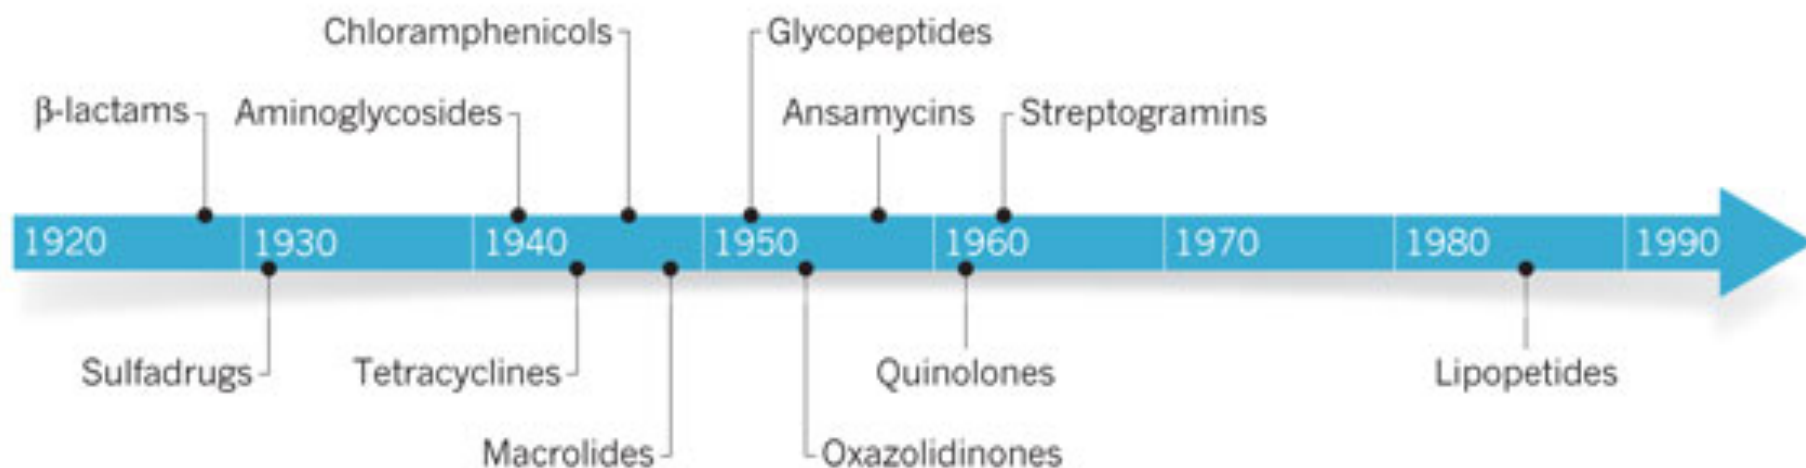 Chloramphenicols Glycopeptides
β-lactams Aminoglycosides Ansamycins Streptogramins
1920 1930 1940 1950 1960 1970 1980 1990
Sulfadrugs Tetracyclines Quinolones Lipopetides
Macrolides Oxazolidinones